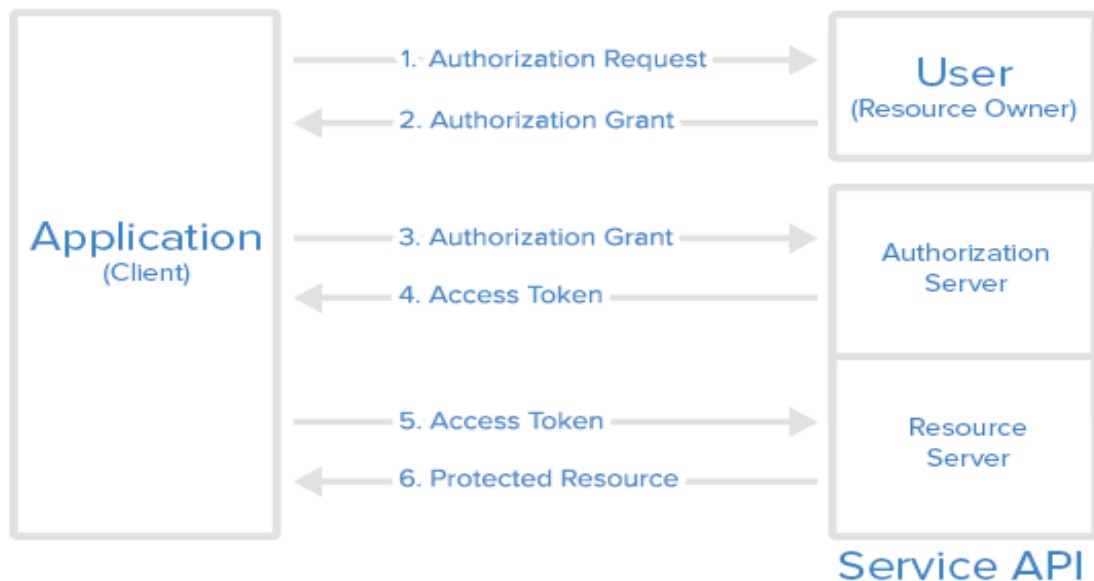 1. Authorization Request
User
(Resource Owner)
2. Authorization Grant
Application
(Client)
3. Authorization Grant
Authorization
Server
4. Access Token
5. Access Token
Resource
Server
6. Protected Resource
Service API